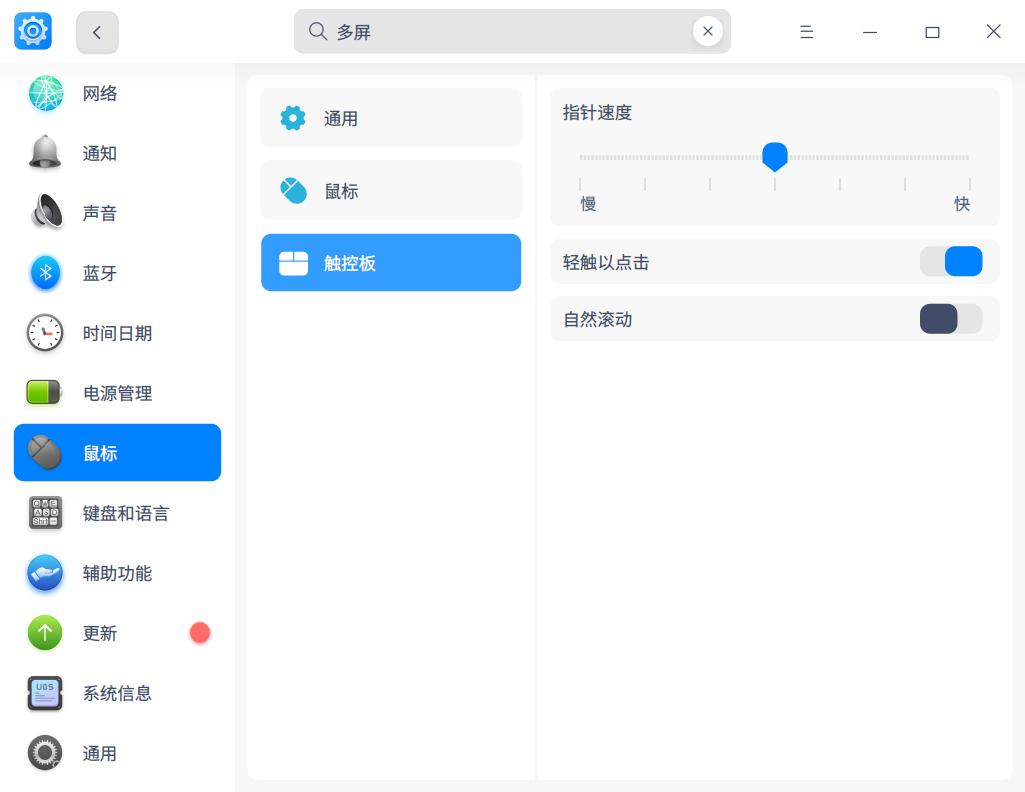 多屏
网络
通知
声音
蓝牙
时间日期
电源管理
鼠标
键盘和语言
辅助功能
更新
系统信息
通用
通用
鼠标
触控板
指针速度
慢
快
轻触以点击
自然滚动
UOS